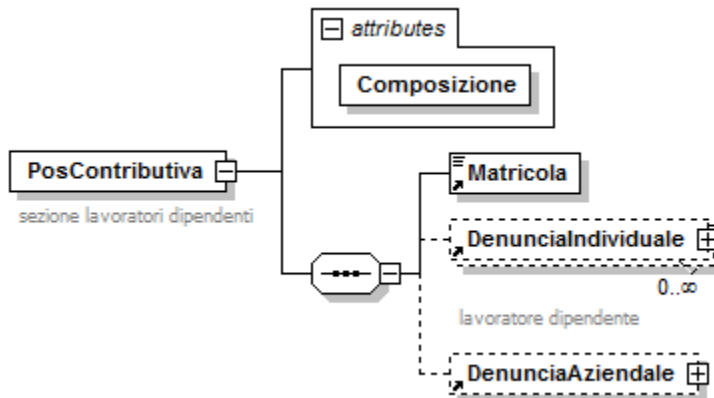 attributes
Composizione
PosContributiva
sezione lavoratori dipendenti
Matricola
DenunciaIndividuale
0..∞
lavoratore dipendente
DenunciaAziendale